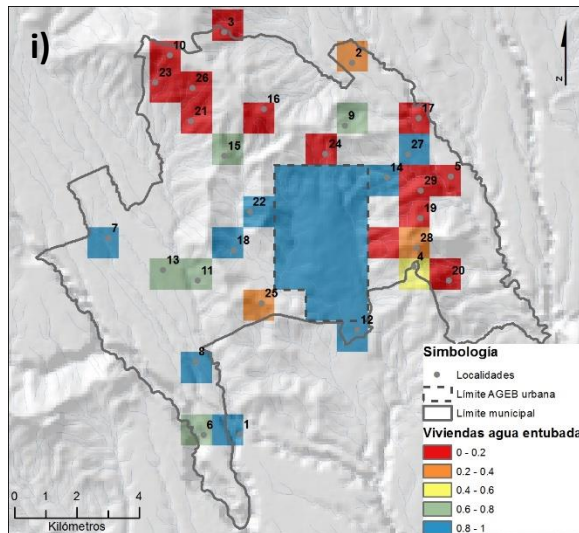 i)
3
10
2
23
26
16
21
9
17
15
24
27
14
5
29
22
19
7
18
28
13
11
4
20
25
12
8
6
1
N
Simbología
Localidades
Límite AGEB urbana
Límite municipal
Viviendas agua entubada
0 - 0.2
0.2 - 0.4
0.4 - 0.6
0.6 - 0.8
0.8 - 1
0 1 2 4
Kilómetros